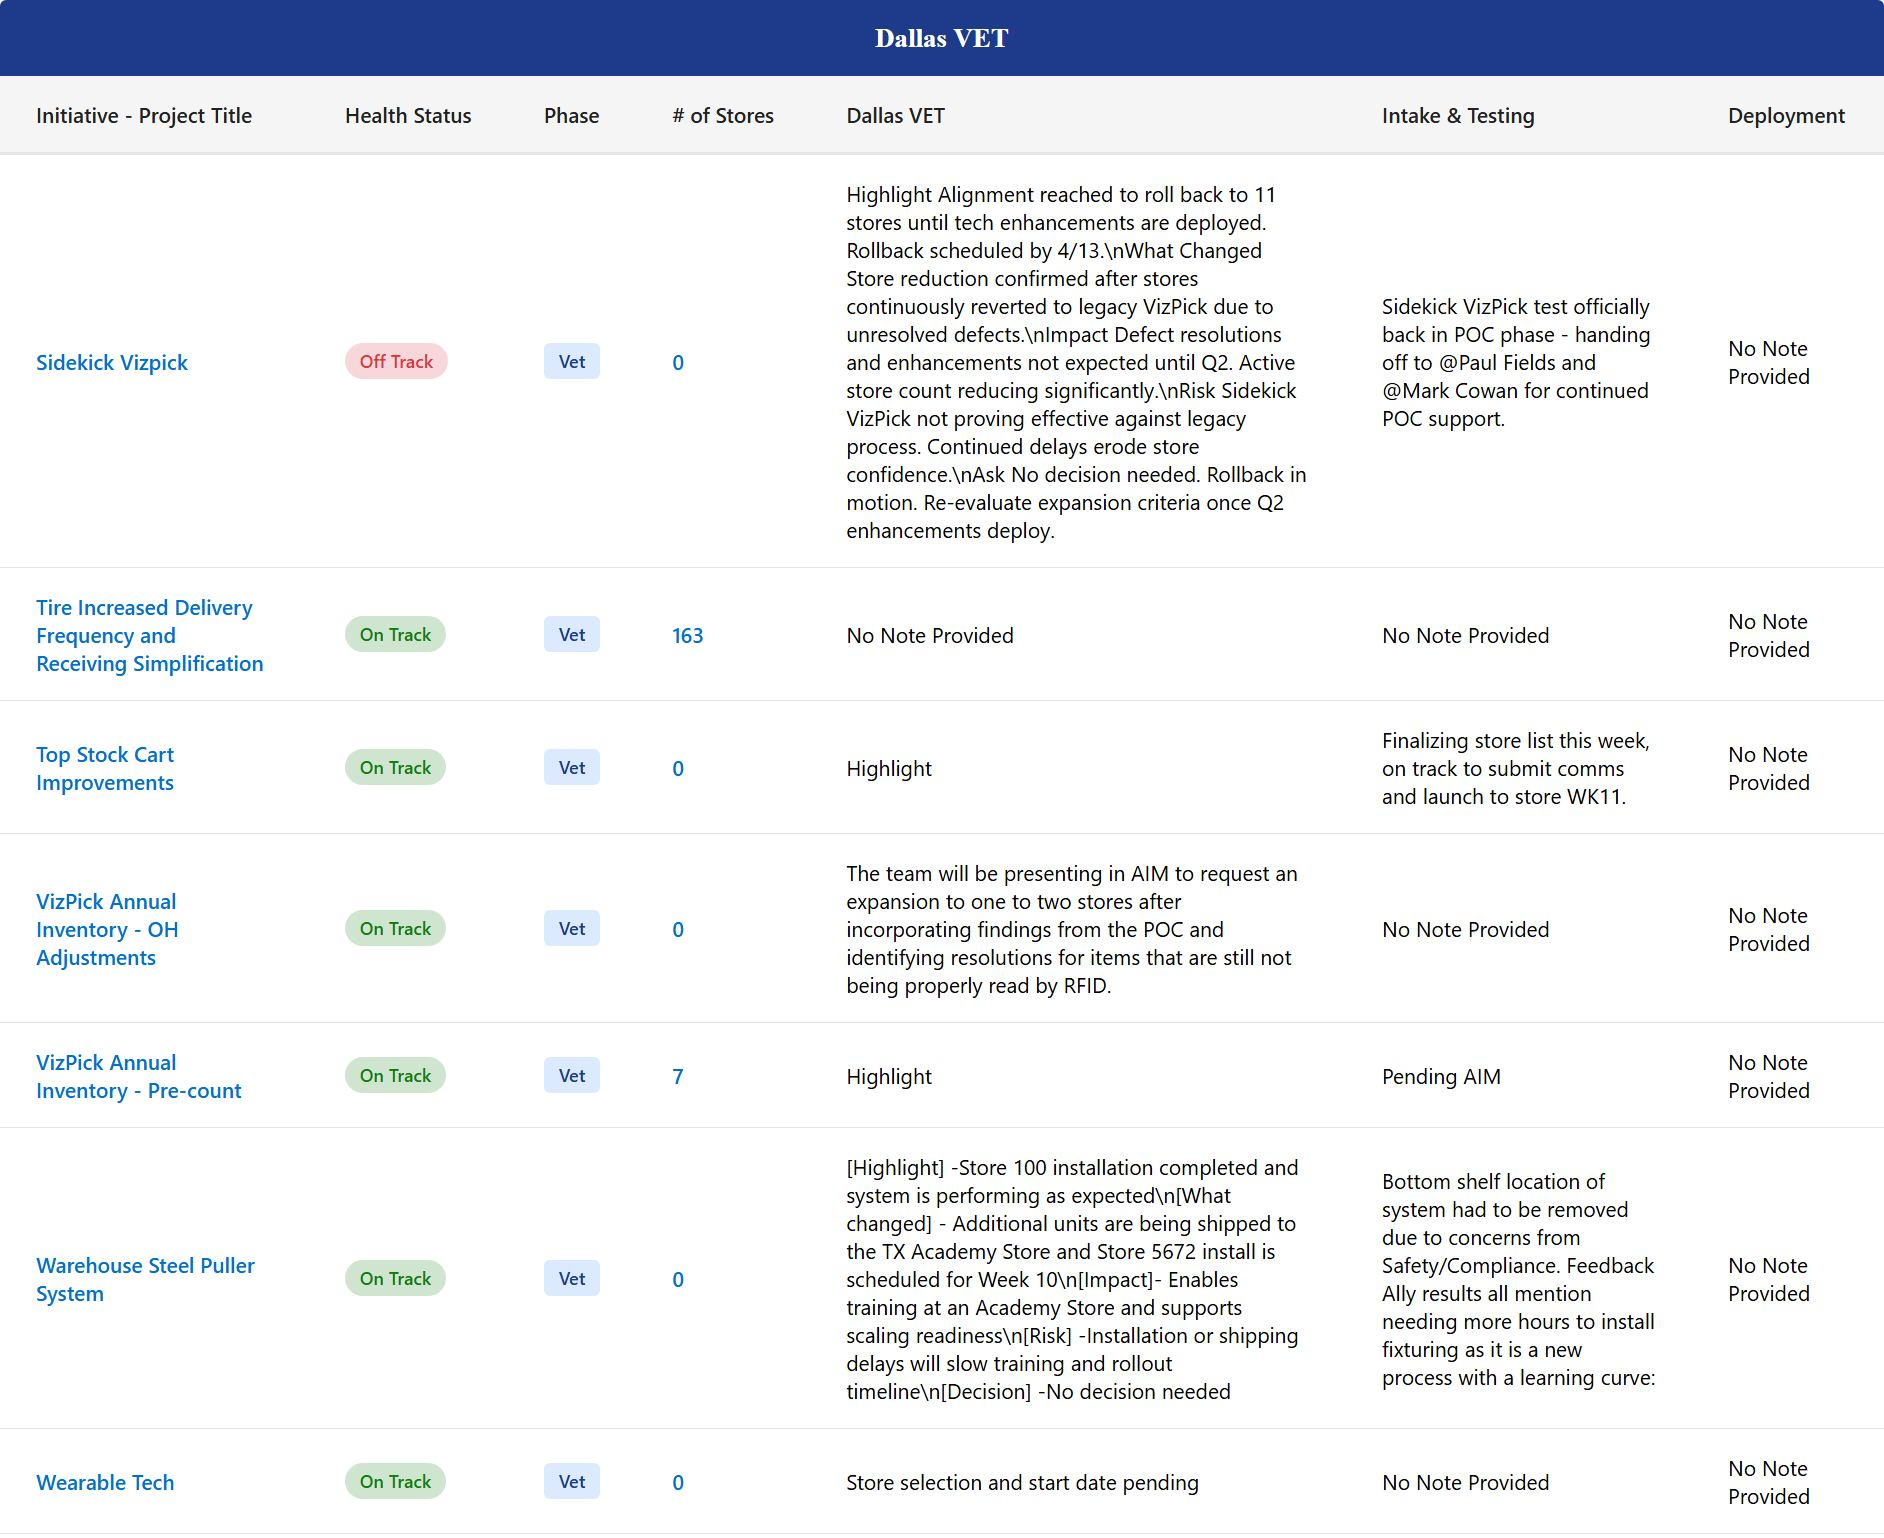 Dallas VET
Initiative - Project Title
Health Status
Phase
# of Stores
Dallas VET
Intake & Testing
Deployment
Sidekick Vizpick
Off Track
Vet
0
Highlight Alignment reached to roll back to 11
stores until tech enhancements are deployed.
Rollback scheduled by 4/13.\nWhat Changed
Store reduction confirmed after stores
continuously reverted to legacy VizPick due to
unresolved defects.\nImpact Defect resolutions
and enhancements not expected until Q2. Active
store count reducing significantly.\nRisk Sidekick
VizPick not proving effective against legacy
process. Continued delays erode store
confidence.\nAsk No decision needed. Rollback in
motion. Re-evaluate expansion criteria once Q2
enhancements deploy.
Sidekick VizPick test officially
back in POC phase - handing
off to @Paul Fields and
@Mark Cowan for continued
POC support.
No Note
Provided
Tire Increased Delivery
Frequency and
Receiving Simplification
On Track
Vet
163
No Note Provided
No Note Provided
No Note
Provided
Top Stock Cart
Improvements
On Track
Vet
0
Highlight
Finalizing store list this week,
on track to submit comms
and launch to store WK11.
No Note
Provided
VizPick Annual
Inventory - OH
Adjustments
On Track
Vet
0
The team will be presenting in AIM to request an
expansion to one to two stores after
incorporating findings from the POC and
identifying resolutions for items that are still not
being properly read by RFID.
No Note Provided
No Note
Provided
VizPick Annual
Inventory - Pre-count
On Track
Vet
7
Highlight
Pending AIM
No Note
Provided
Warehouse Steel Puller
System
On Track
Vet
0
[Highlight] -Store 100 installation completed and
system is performing as expected\n[What
changed] - Additional units are being shipped to
the TX Academy Store and Store 5672 install is
scheduled for Week 10\n[Impact]- Enables
training at an Academy Store and supports
scaling readiness\n[Risk] -Installation or shipping
delays will slow training and rollout
timeline\n[Decision] -No decision needed
Bottom shelf location of
system had to be removed
due to concerns from
Safety/Compliance. Feedback
Ally results all mention
needing more hours to install
fixturing as it is a new
process with a learning curve:
No Note
Provided
Wearable Tech
On Track
Vet
0
Store selection and start date pending
No Note Provided
No Note
Provided